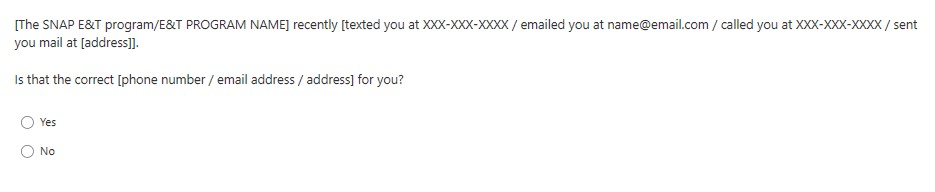 [The SNAP E&T program/E&T PROGRAM NAME] recently [texted you at XXX-XXX-XXXX / emailed you at name@email.com / called you at XXX-XXX-XXXX / sent
you mail at [address]].
Is that the correct [phone number / email address / address] for you?
Yes
No